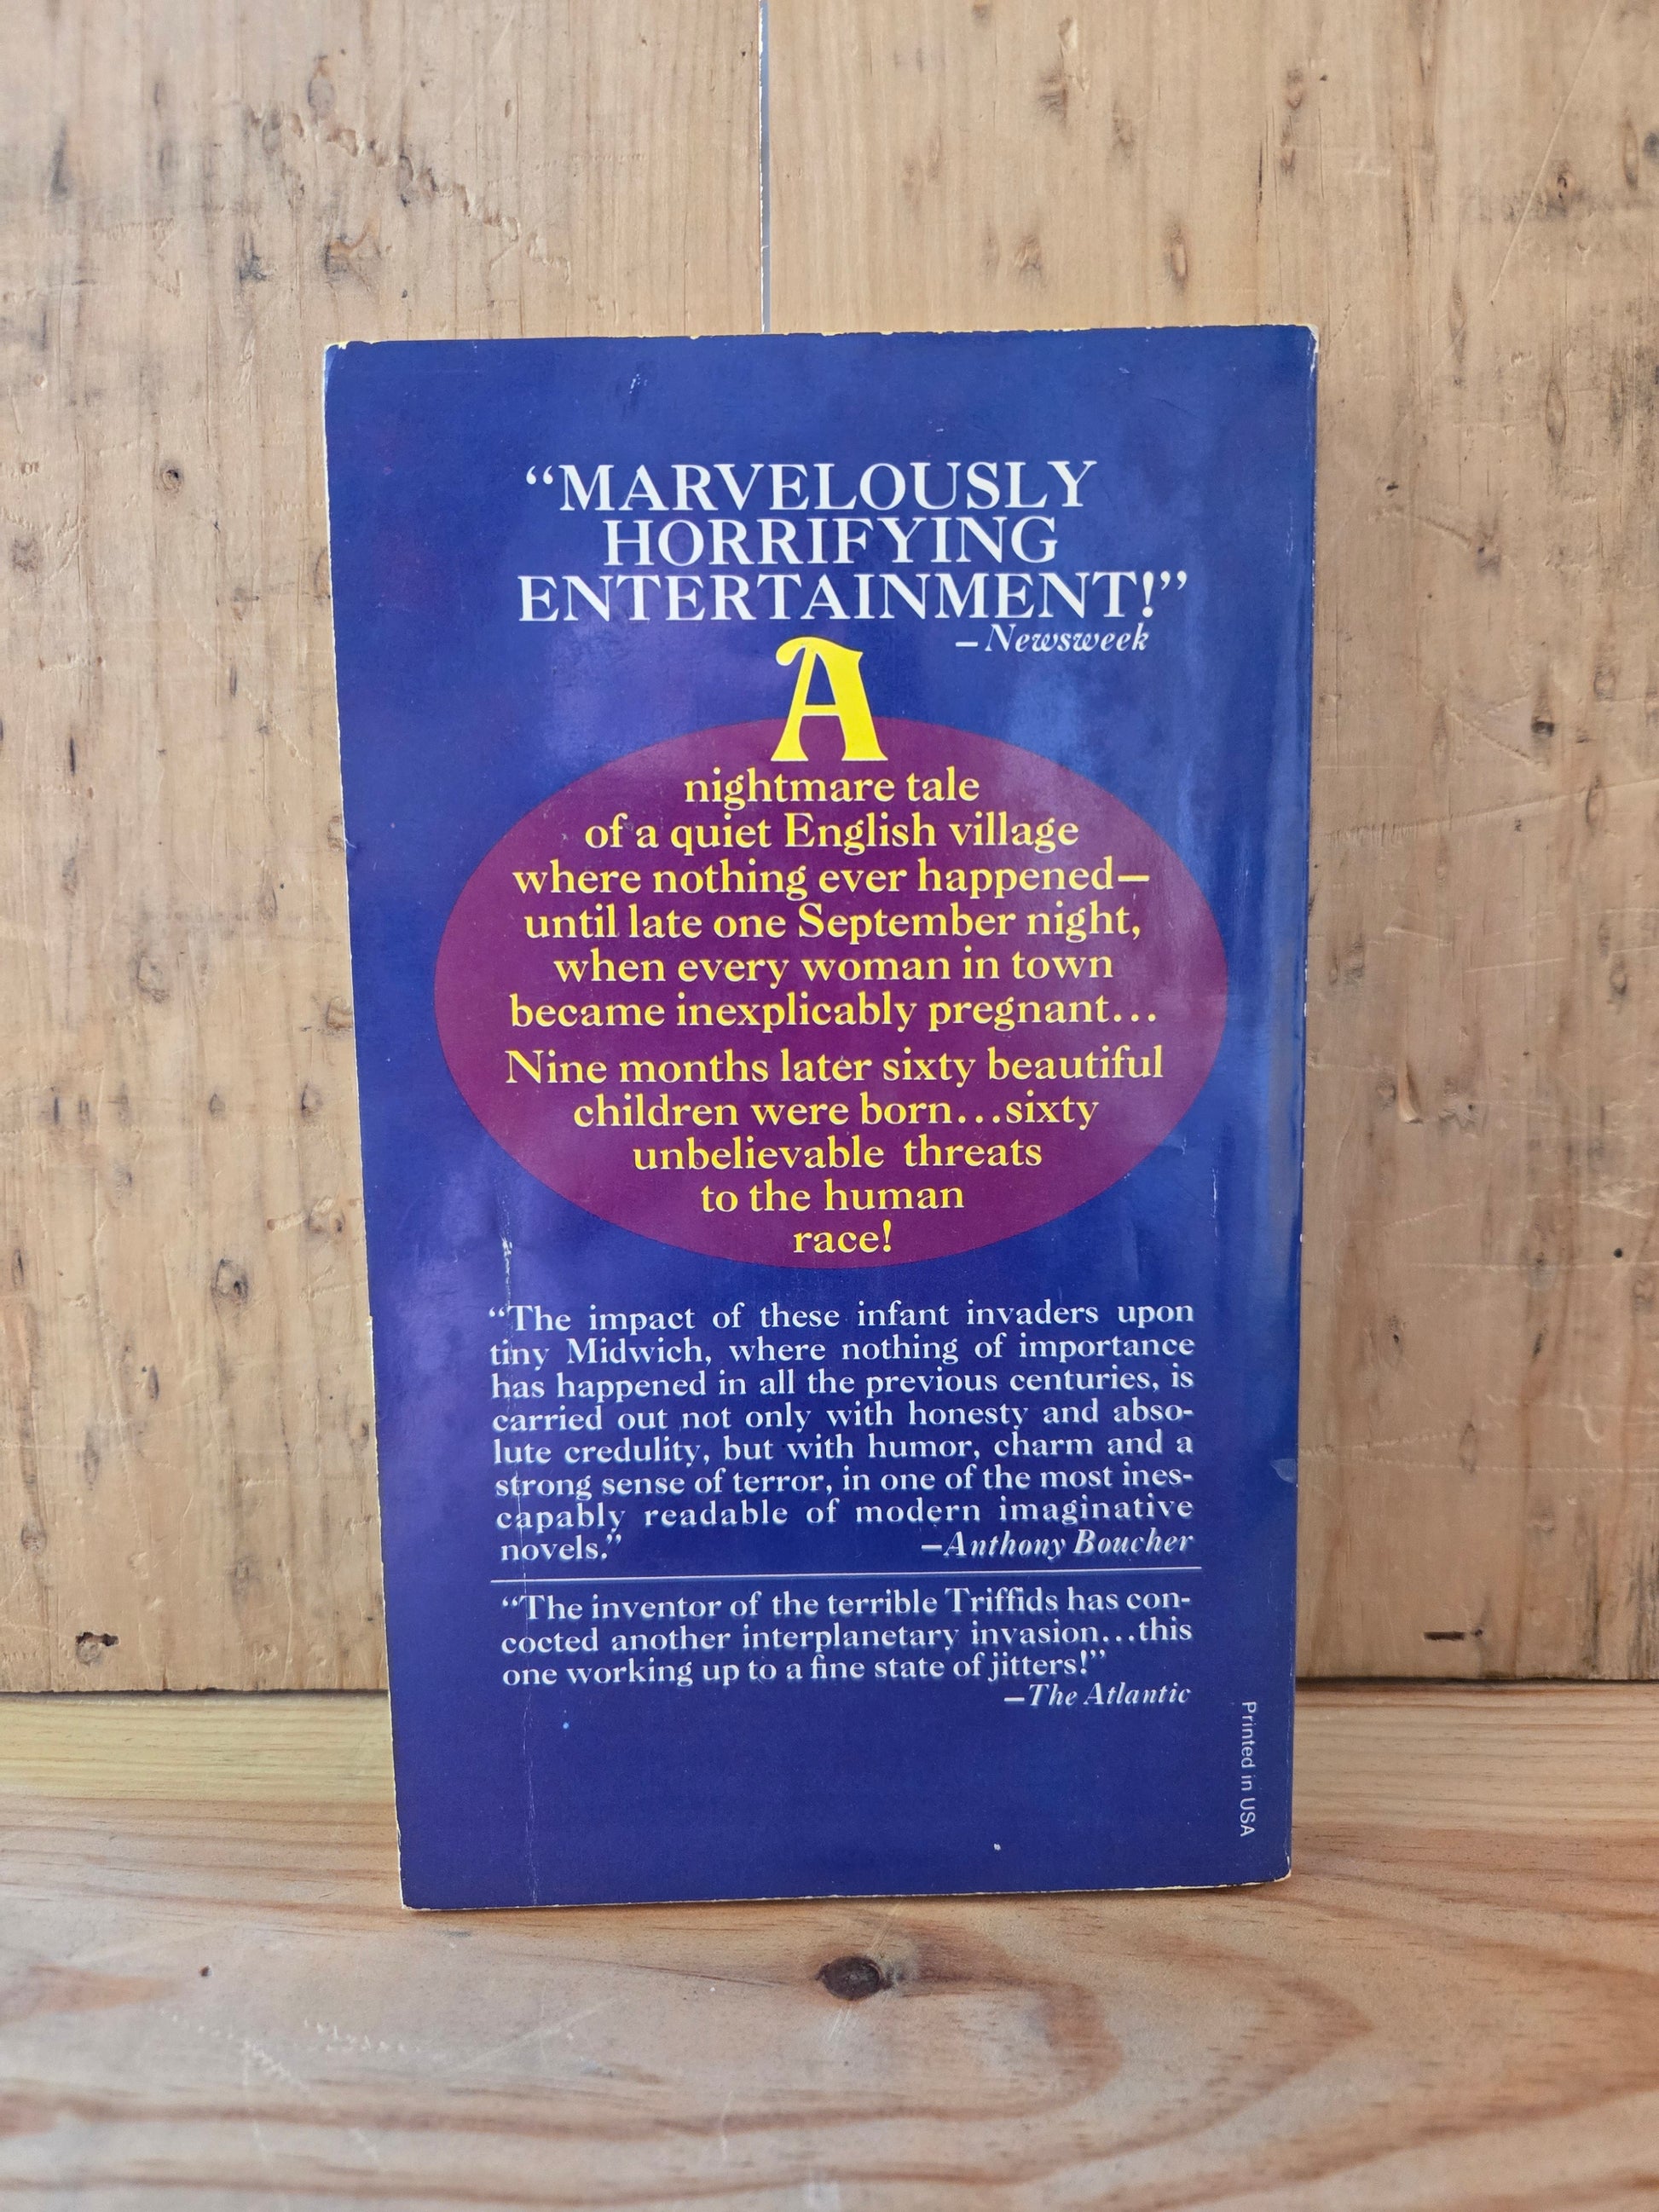 “MARVELOUSLY
HORRIFYING
ENTERTAINMENT!”
–Newsweek
A
nightmare tale
of a quiet English village
where nothing ever happened–
until late one September night,
when every woman in town
became inexplicably pregnant...
Nine months later sixty beautiful
children were born...sixty
unbelievable threats
to the human
race!
“The impact of these infant invaders upon
tiny Midwich, where nothing of importance
has happened in all the previous centuries, is
carried out not only with honesty and abso-
lute credulity, but with humor, charm and a
strong sense of terror, in one of the most ines-
capably readable of modern imaginative
novels.” –Anthony Boucher
“The inventor of the terrible Triffids has con-
cocted another interplanetary invasion...this
one working up to a fine state of jitters!”
–The Atlantic
Printed in USA